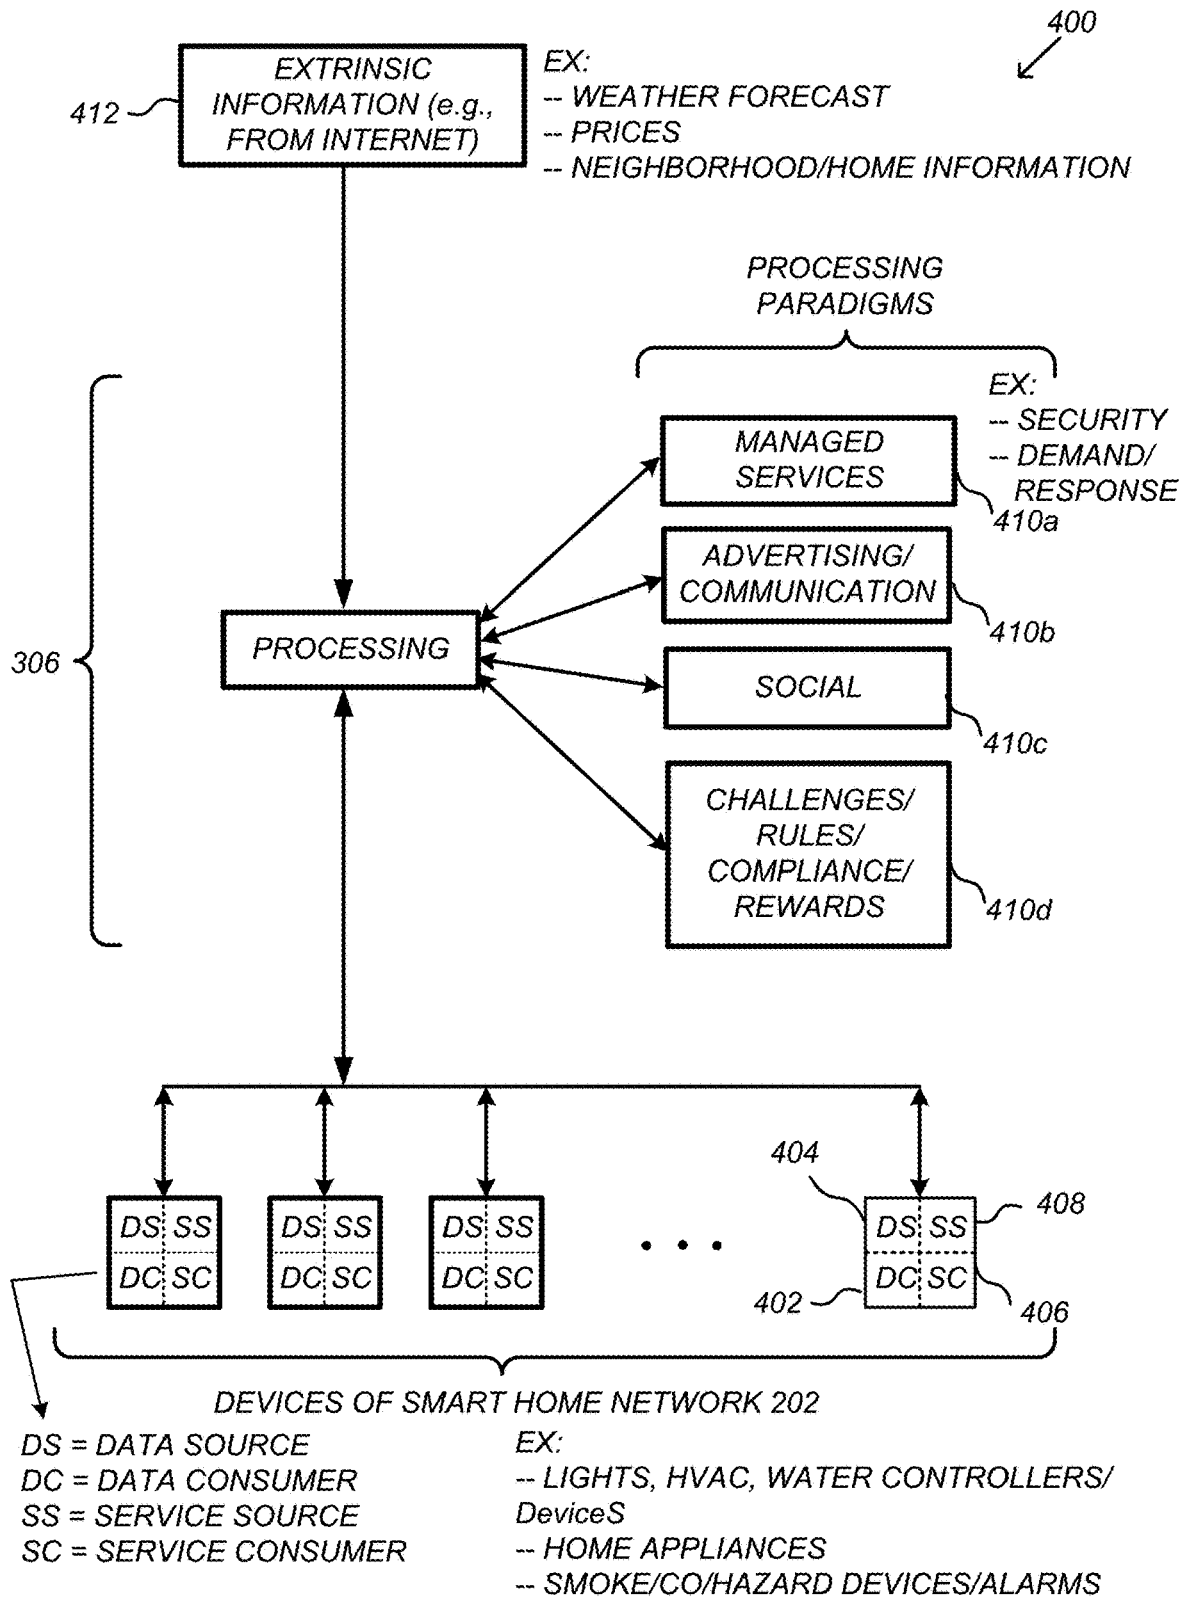 400
EXTRINSIC
INFORMATION (e.g.,
FROM INTERNET)
412
EX:
-- WEATHER FORECAST
-- PRICES
-- NEIGHBORHOOD/HOME INFORMATION
PROCESSING
PARADIGMS
EX:
-- SECURITY
-- DEMAND/
RESPONSE
MANAGED
SERVICES
410a
ADVERTISING/
COMMUNICATION
410b
PROCESSING
306
SOCIAL
410c
CHALLENGES/
RULES/
COMPLIANCE/
REWARDS
410d
404
408
DS SS
DC SC
DS SS
DC SC
DS SS
DC SC
DS SS
DC SC
402
406
DEVICES OF SMART HOME NETWORK 202
DS = DATA SOURCE
DC = DATA CONSUMER
SS = SERVICE SOURCE
SC = SERVICE CONSUMER
EX:
-- LIGHTS, HVAC, WATER CONTROLLERS/
DeviceS
-- HOME APPLIANCES
-- SMOKE/CO/HAZARD DEVICES/ALARMS